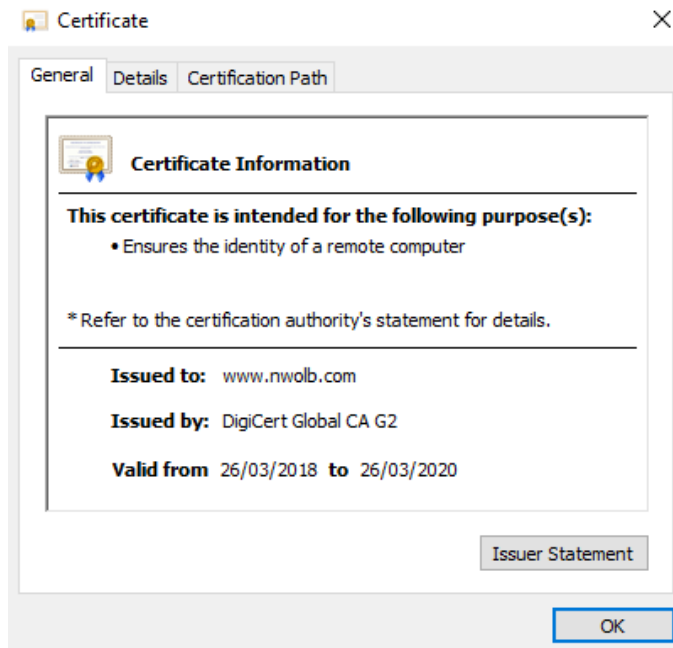 Certificate
General Details Certification Path
Certificate Information
This certificate is intended for the following purpose(s):
• Ensures the identity of a remote computer
* Refer to the certification authority's statement for details.
Issued to: www.nwolb.com
Issued by: DigiCert Global CA G2
Valid from 26/03/2018 to 26/03/2020
Issuer Statement
OK